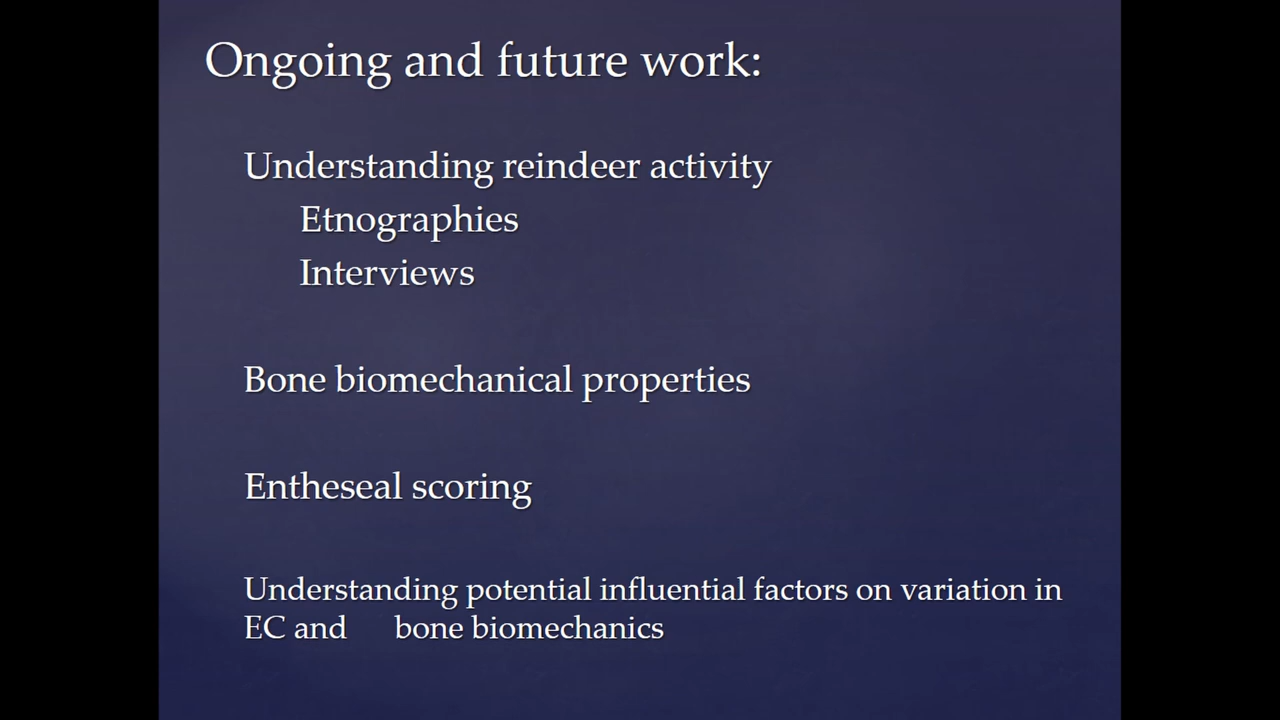 Ongoing and future work:
Understanding reindeer activity
Etnographies
Interviews
Bone biomechanical properties
Entheseal scoring
Understanding potential influential factors on variation in
EC and bone biomechanics